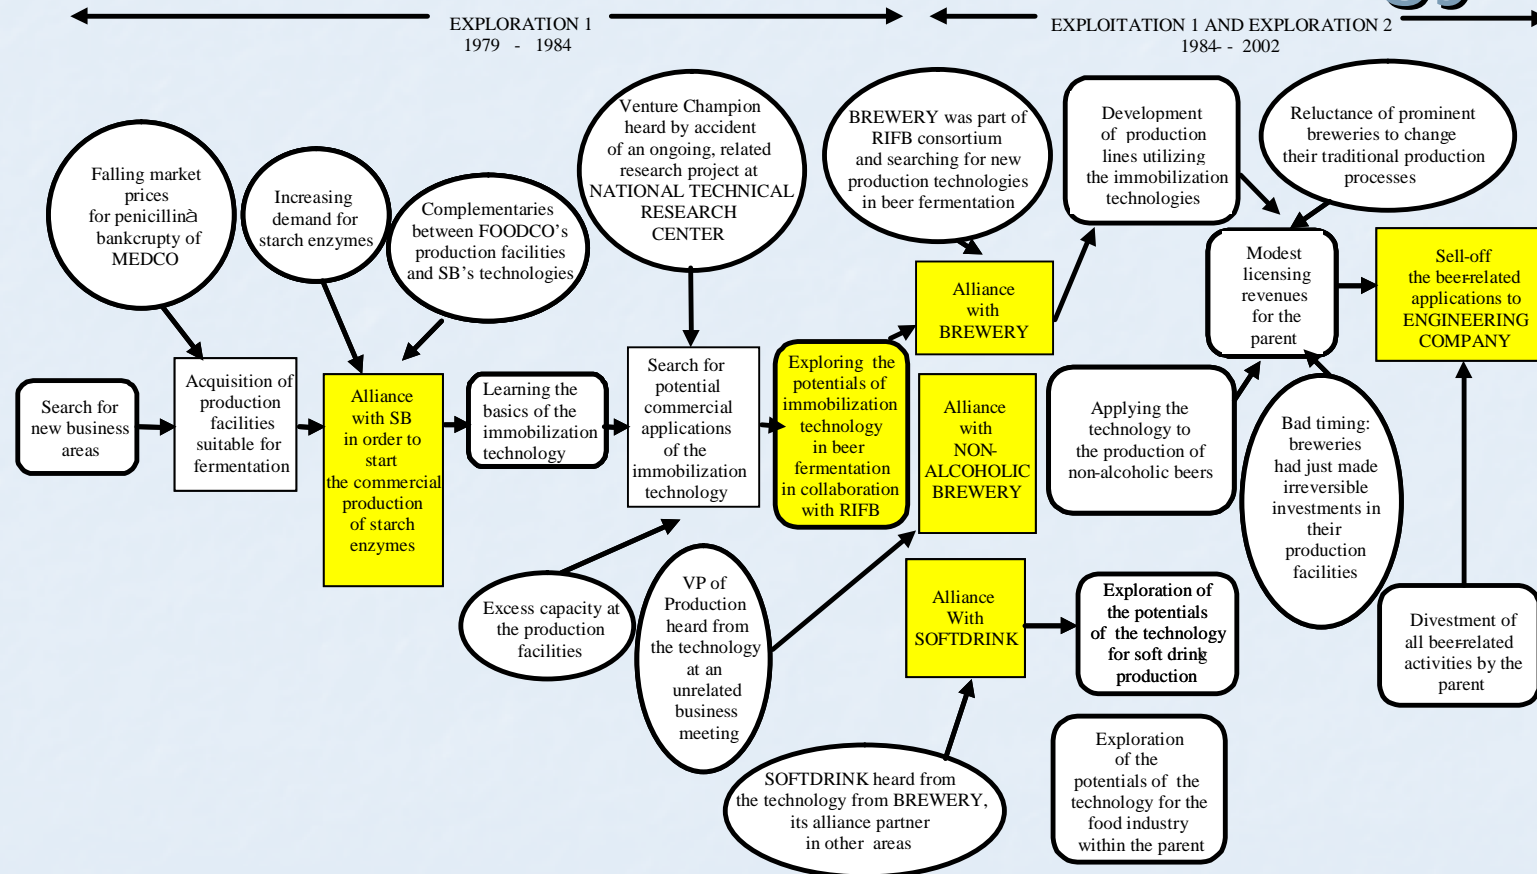 EXPLORATION 1
1979 - 1984
EXPLOITATION 1 AND EXPLORATION 2
1984- - 2002
Falling market
prices
for penicillinà
bankcrupty of
MEDCO
Increasing
demand for
starch enzymes
Complementaries
between FOODCO's
production facilities
and SB's technologies
Venture Champion
heard by accident
of an ongoing, related
research project at
NATIONAL TECHNICAL
RESEARCH
CENTER
BREWERY was part of
RIFB consortium
and searching for new
production technologies
in beer fermentation
Development
of production
lines utilizing
the immobilization
technologies
Reluctance of prominent
breweries to change
their traditional production
processes
Search for
new business
areas
Acquisition of
production
facilities
suitable for
fermentation
Alliance
with SB
in order to
start
the commercial
production
of starch
enzymes
Learning the
basics of the
immobilization
technology
Search for
potential
commercial
applications
of the
immobilization
technology
Exploring the
potentials of
immobilization
technology
in beer
fermentation
in collaboration
with RIFB
Alliance
with
BREWERY
Alliance
with
NON-
ALCOHOLIC
BREWERY
Alliance
With
SOFTDRINK
Modest
licensing
revenues
for the
parent
Sell-off
the beer-related
applications to
ENGINEERING
COMPANY
Applying the
technology to
the production of
non-alcoholic beers
Bad timing:
breweries
had just made
irreversible
investments in
their
production
facilities
Excess capacity at
the production
facilities
VP of
Production
heard from
the technology
at an
unrelated
business
meeting
Exploration of
the potentials
of the technology
for soft drink
production
Divestment of
all beer-related
activities by the
parent
SOFTDRINK heard from
the technology from BREWERY,
its alliance partner
in other areas
Exploration
of the
potentials of the
technology for the
food industry
within the parent